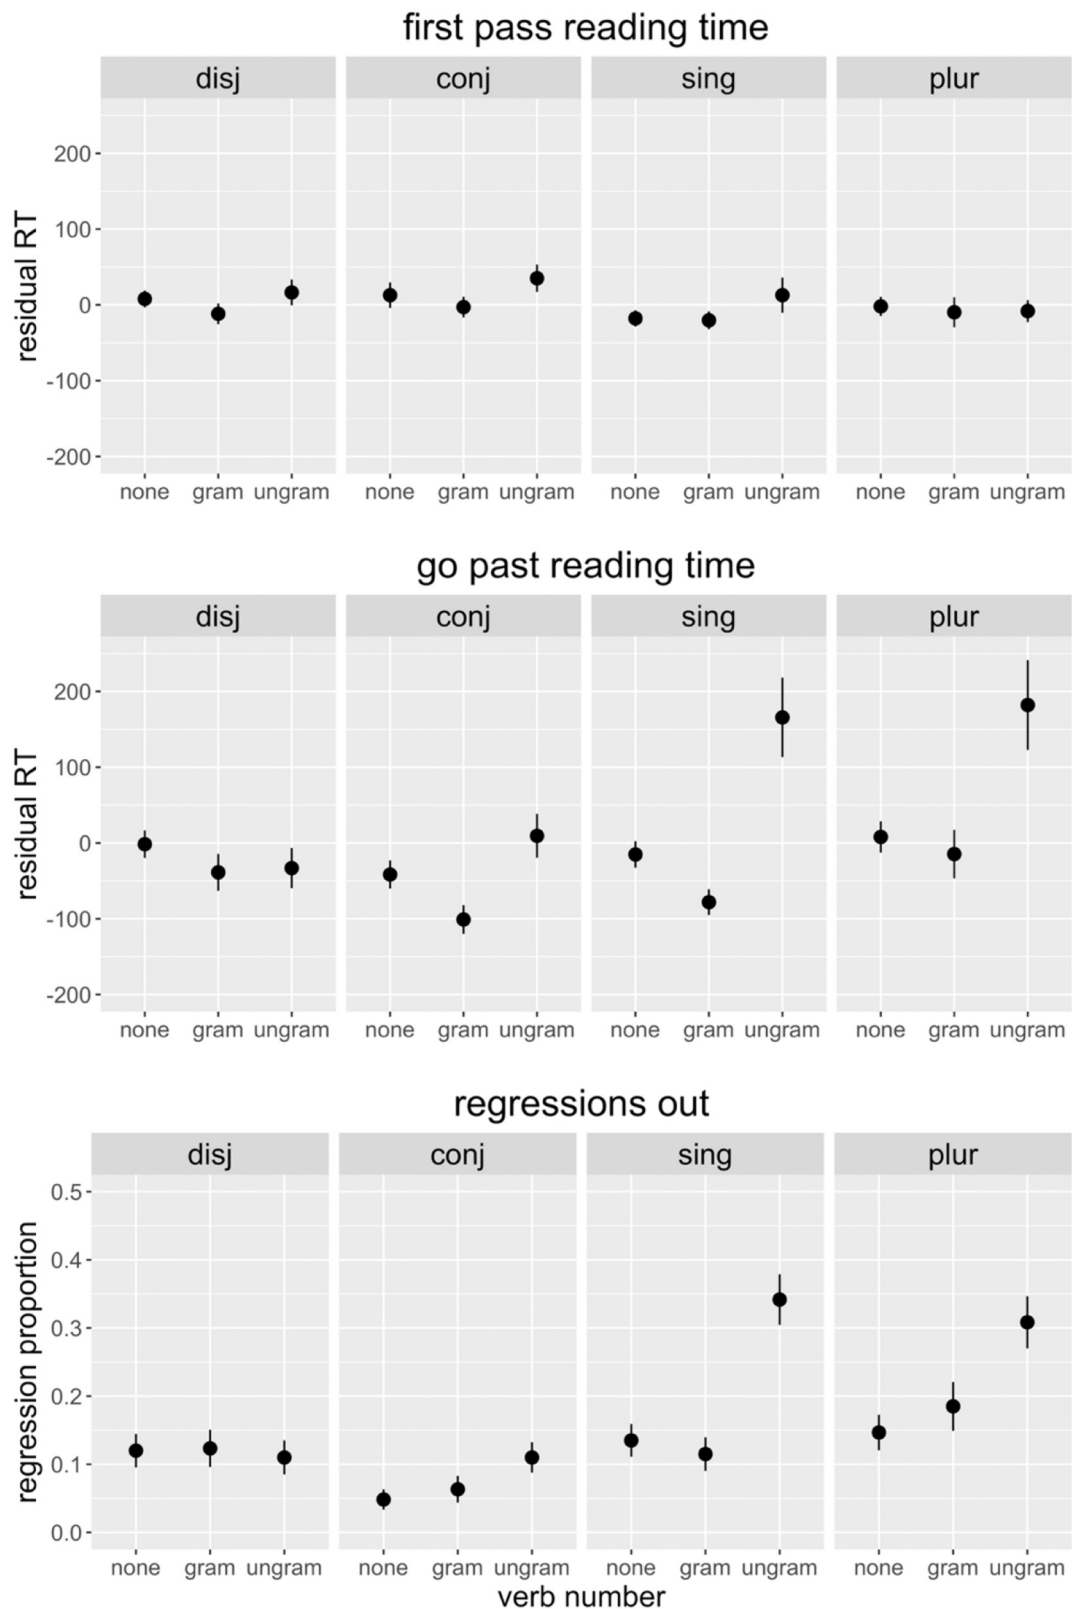 first pass reading time
disj conj sing plur
residual RT
200
100
0
-100
-200
none gram ungram none gram ungram none gram ungram none gram ungram
go past reading time
disj conj sing plur
residual RT
200
100
0
-100
-200
none gram ungram none gram ungram none gram ungram none gram ungram
regressions out
disj conj sing plur
regression proportion
0.5
0.4
0.3
0.2
0.1
0.0
none gram ungram none gram ungram none gram ungram none gram ungram
verb number